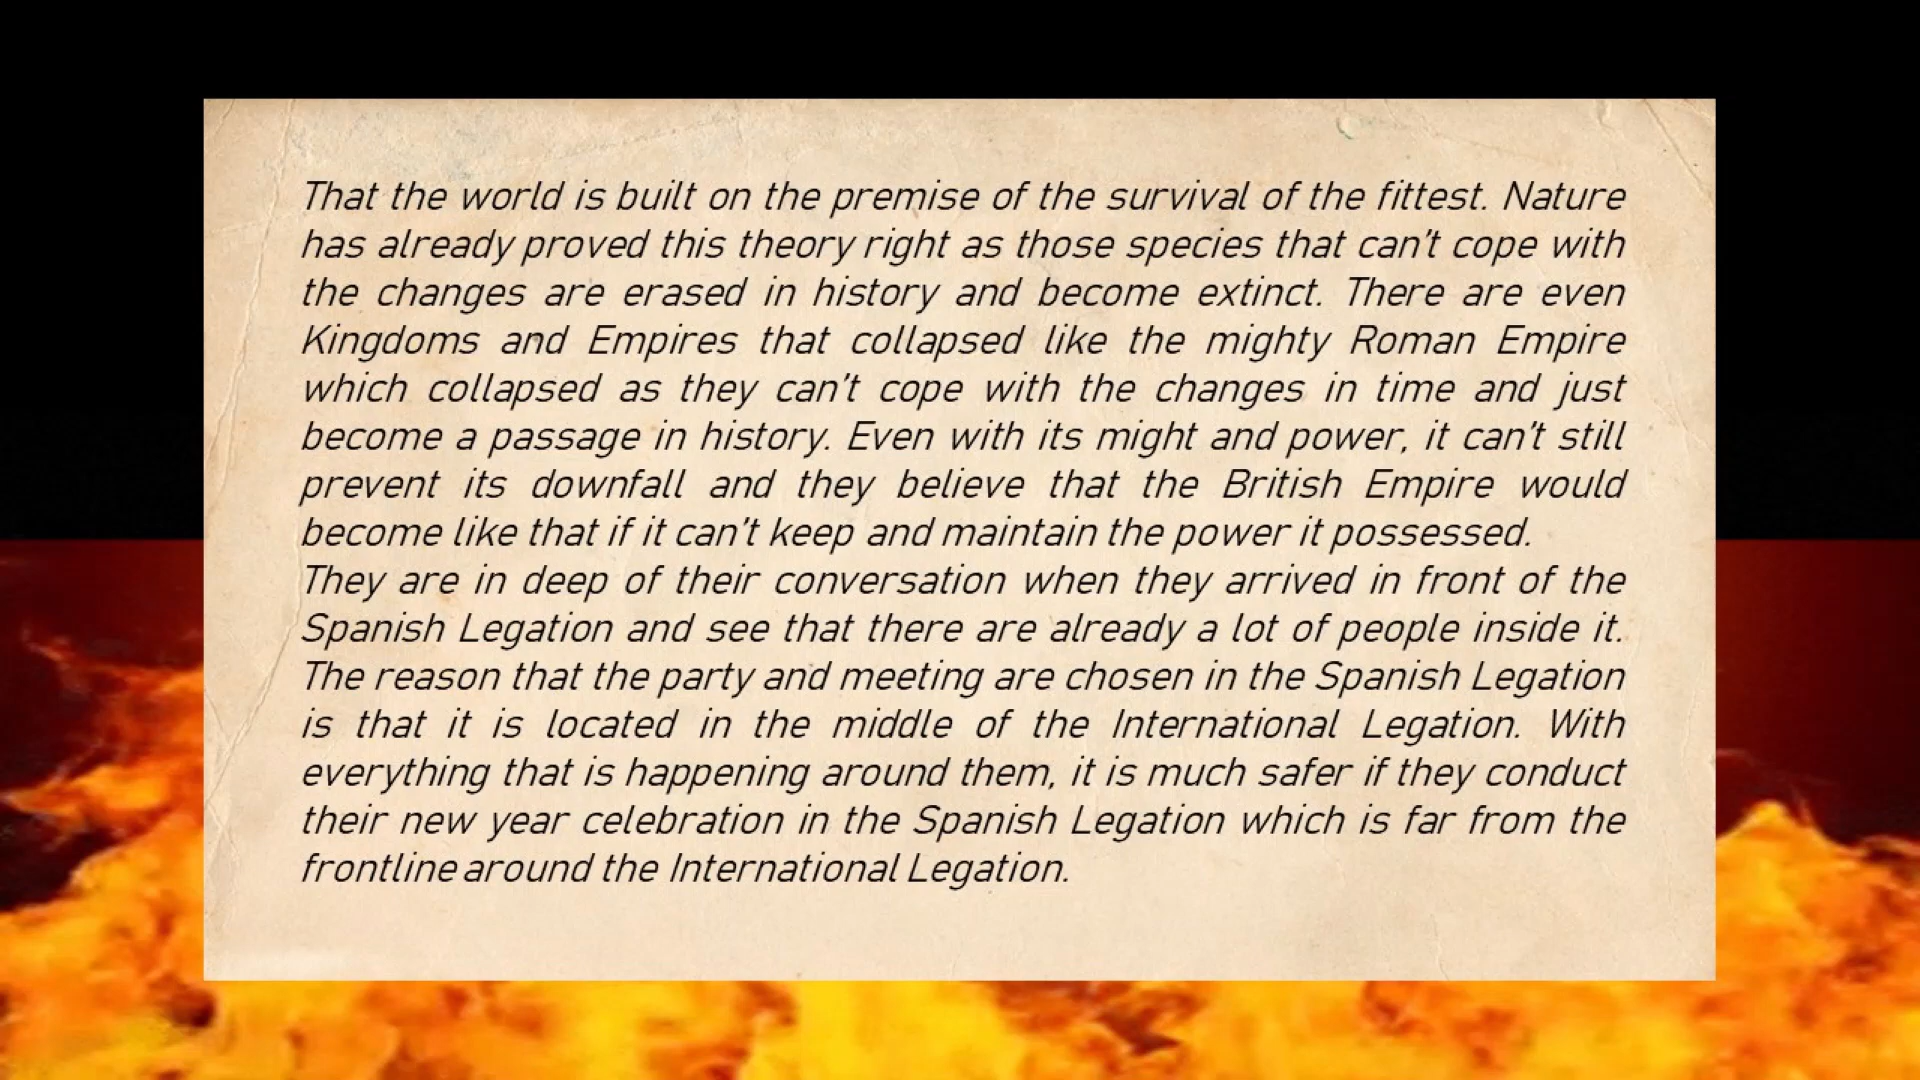 That the world is built on the premise of the survival of the fittest. Nature
has already proved this theory right as those species that can't cope with
the changes are erased in history and become extinct. There are even
Kingdoms and Empires that collapsed like the mighty Roman Empire
which collapsed as they can't cope with the changes in time and just
become a passage in history. Even with its might and power, it can't still
prevent its downfall and they believe that the British Empire would
become like that if it can't keep and maintain the power it possessed.
They are in deep of their conversation when they arrived in front of the
Spanish Legation and see that there are already a lot of people inside it.
The reason that the party and meeting are chosen in the Spanish Legation
is that it is located in the middle of the International Legation. With
everything that is happening around them, it is much safer if they conduct
their new year celebration in the Spanish Legation which is far from the
frontline around the International Legation.